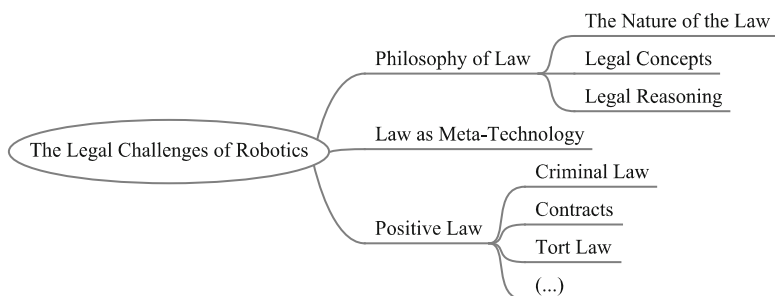 The Legal Challenges of Robotics
Philosophy of Law
The Nature of the Law
Legal Concepts
Legal Reasoning
Law as Meta-Technology
Positive Law
Criminal Law
Contracts
Tort Law
(...)